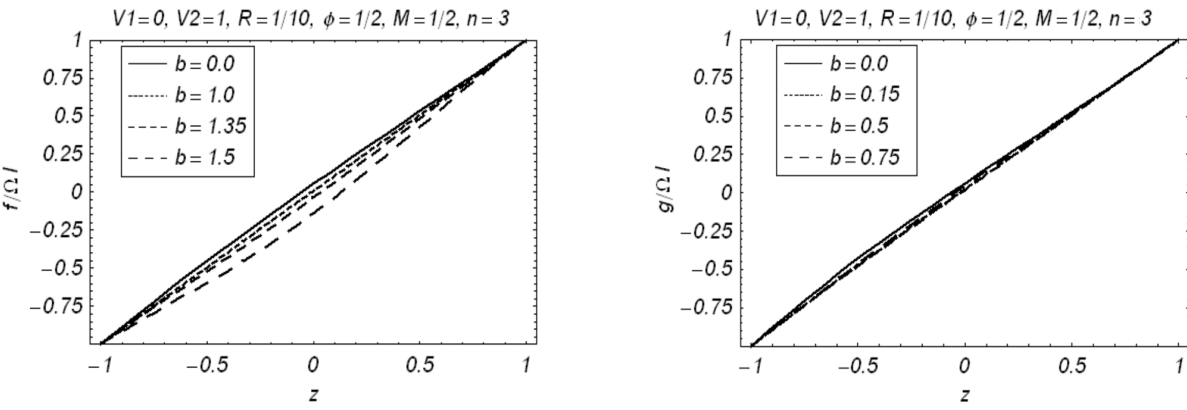 V1=0, V2=1, R=1/10, ϕ=1/2, M=1/2, n=3
1
0.75
0.5
0.25
0
−0.25
−0.5
−0.75
f/Ω l
b=0.0
b=1.0
b=1.35
b=1.5
−1 −0.5 0 0.5 1
z
V1=0, V2=1, R=1/10, ϕ=1/2, M=1/2, n=3
1
0.75
0.5
0.25
0
−0.25
−0.5
−0.75
g/Ω l
b=0.0
b=0.15
b=0.5
b=0.75
−1 −0.5 0 0.5 1
z